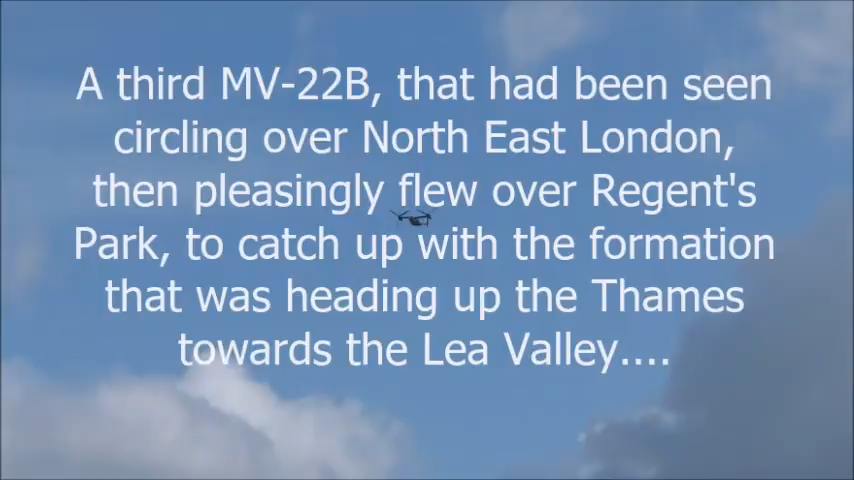 A third MV-22B, that had been seen
circling over North East London,
then pleasingly flew over Regent's
Park, to catch up with the formation
that was heading up the Thames
towards the Lea Valley....